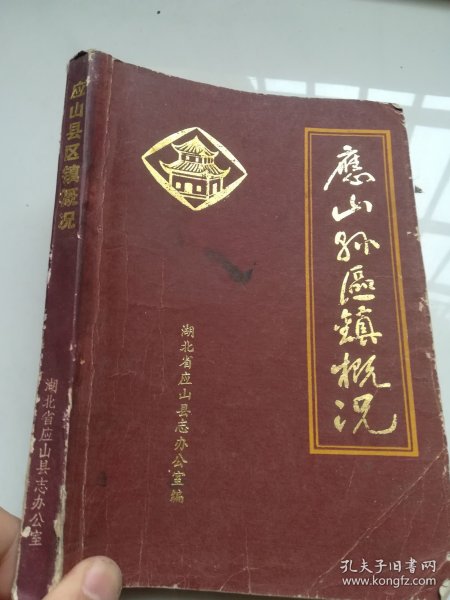 应山县区镇概况
湖北省应山县志办公室
應山縣區鎮概况
湖北省应山县志办公室编
孔夫子旧书网
www.kongfz.com